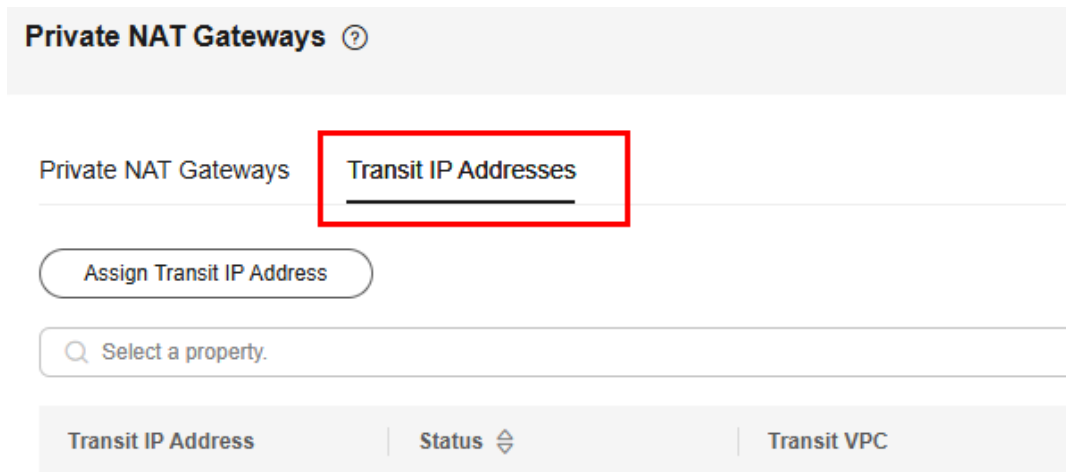 Private NAT Gateways ?
Private NAT Gateways Transit IP Addresses
Assign Transit IP Address
Select a property.
Transit IP Address Status Transit VPC